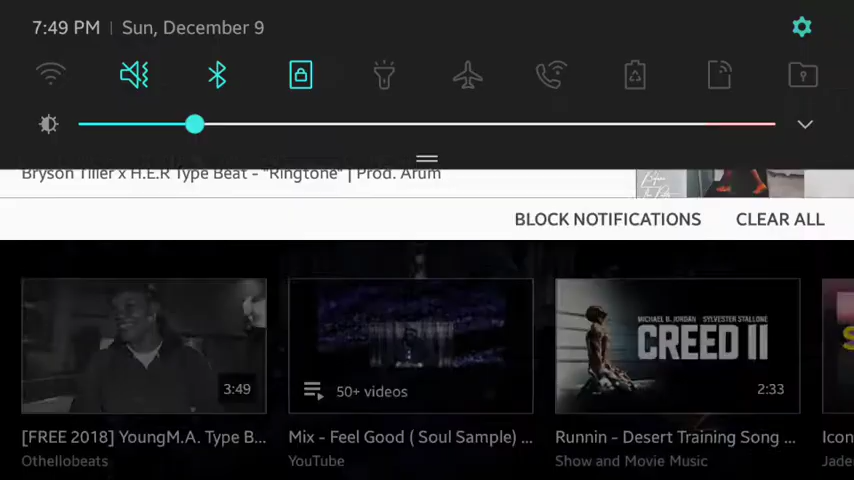 7:49 PM | Sun, December 9
Bryson Tiller x H.E.R Type Beat - "Ringtone" | Prod. Arum
BLOCK NOTIFICATIONS CLEAR ALL
3:49
50+ videos
MICHAEL B. JORDAN SYLVESTER STALLONE
CREED II
2:33
[FREE 2018] YoungM.A. Type B...
Othellobeats
Mix - Feel Good ( Soul Sample) ...
YouTube
Runnin - Desert Training Song ...
Show and Movie Music
Icon
Jade